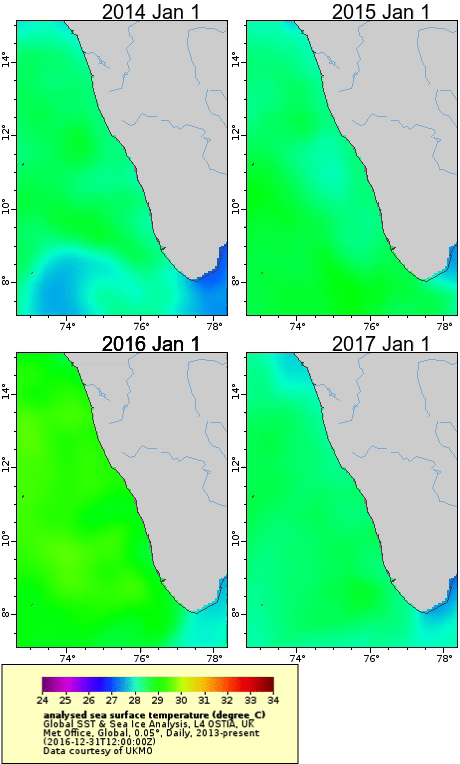 2014 Jan 1
2015 Jan 1
14°
12°
10°
8°
74° 76° 78°
14°
12°
10°
8°
74° 76° 78°
2016 Jan 1
2017 Jan 1
14°
12°
10°
8°
74° 76° 78°
14°
12°
10°
8°
74° 76° 78°
24 25 26 27 28 29 30 31 32 33 34
analysed sea surface temperature (degree_C)
Global SST & Sea Ice Analysis, L4 OSTIA, UK
Met Office, Global, 0.05°, Daily, 2013-present
(2016-12-31T12:00:00Z)
Data courtesy of UKMO